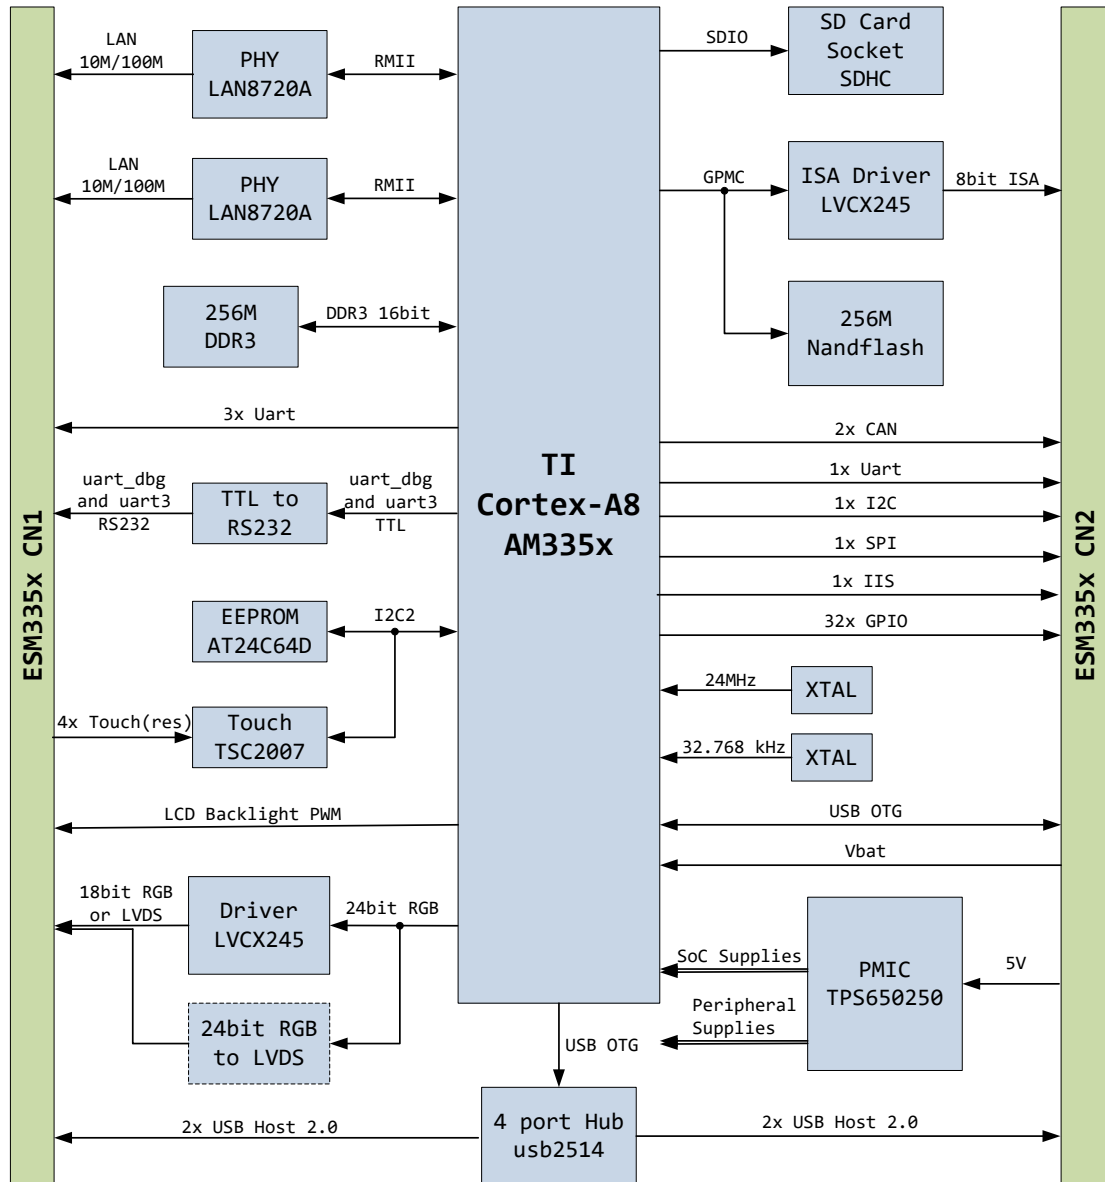 ESM335x CN1
LAN
10M/100M
PHY
LAN8720A
RMII
LAN
10M/100M
PHY
LAN8720A
RMII
256M
DDR3
DDR3 16bit
3x Uart
uart_dbg
and uart3
RS232
TTL to
RS232
uart_dbg
and uart3
TTL
EEPROM
AT24C64D
I2C2
4x Touch(res)
Touch
TSC2007
LCD Backlight PWM
18bit RGB
or LVDS
Driver
LVCX245
24bit RGB
24bit RGB
to LVDS
2x USB Host 2.0
TI
Cortex-A8
AM335x
USB OTG
4 port Hub
usb2514
SDIO
SD Card
Socket
SDHC
GPMC
ISA Driver
LVCX245
8bit ISA
256M
Nandflash
2x CAN
1x Uart
1x I2C
1x SPI
1x IIS
32x GPIO
24MHz
XTAL
32.768 kHz
XTAL
USB OTG
Vbat
SoC Supplies
Peripheral
Supplies
PMIC
TPS650250
5V
2x USB Host 2.0
ESM335x CN2